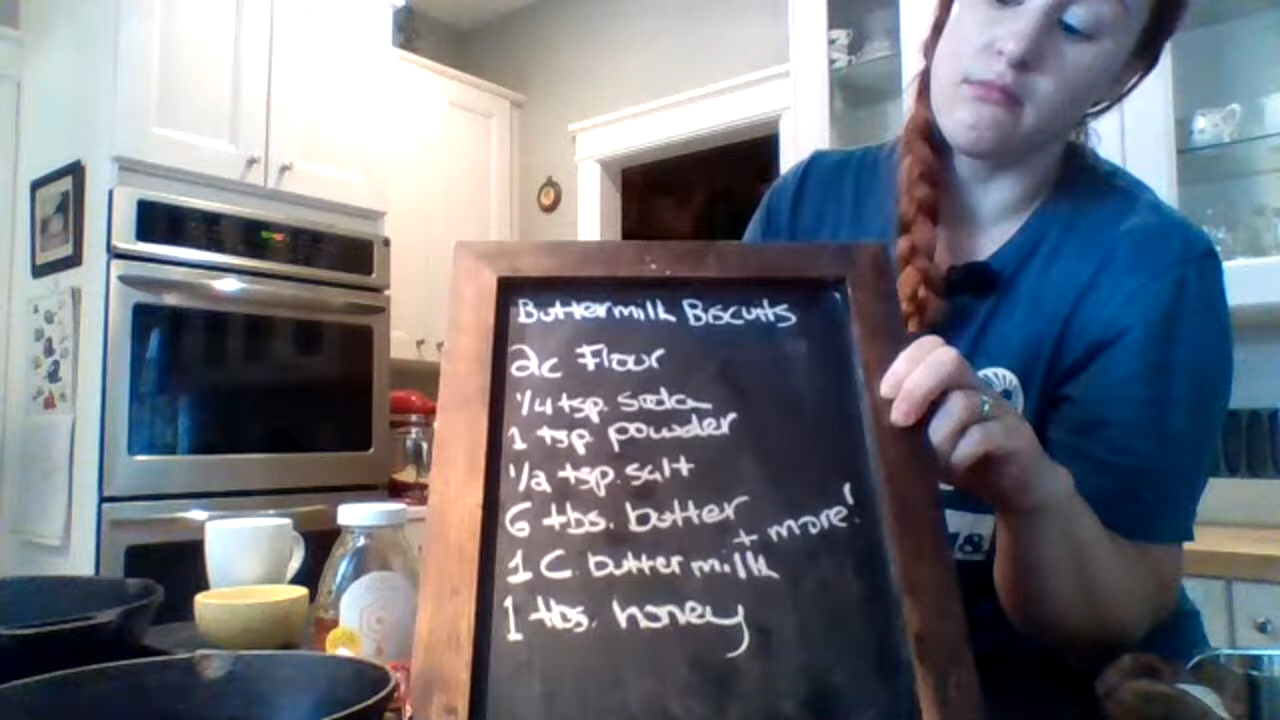 Buttermilk Biscuits
2c Flour
1/4 tsp. soda
1 tsp powder
1/2 tsp. salt
6 tbs. butter
+ more!
1 C. buttermilk
1 tbs. honey
&